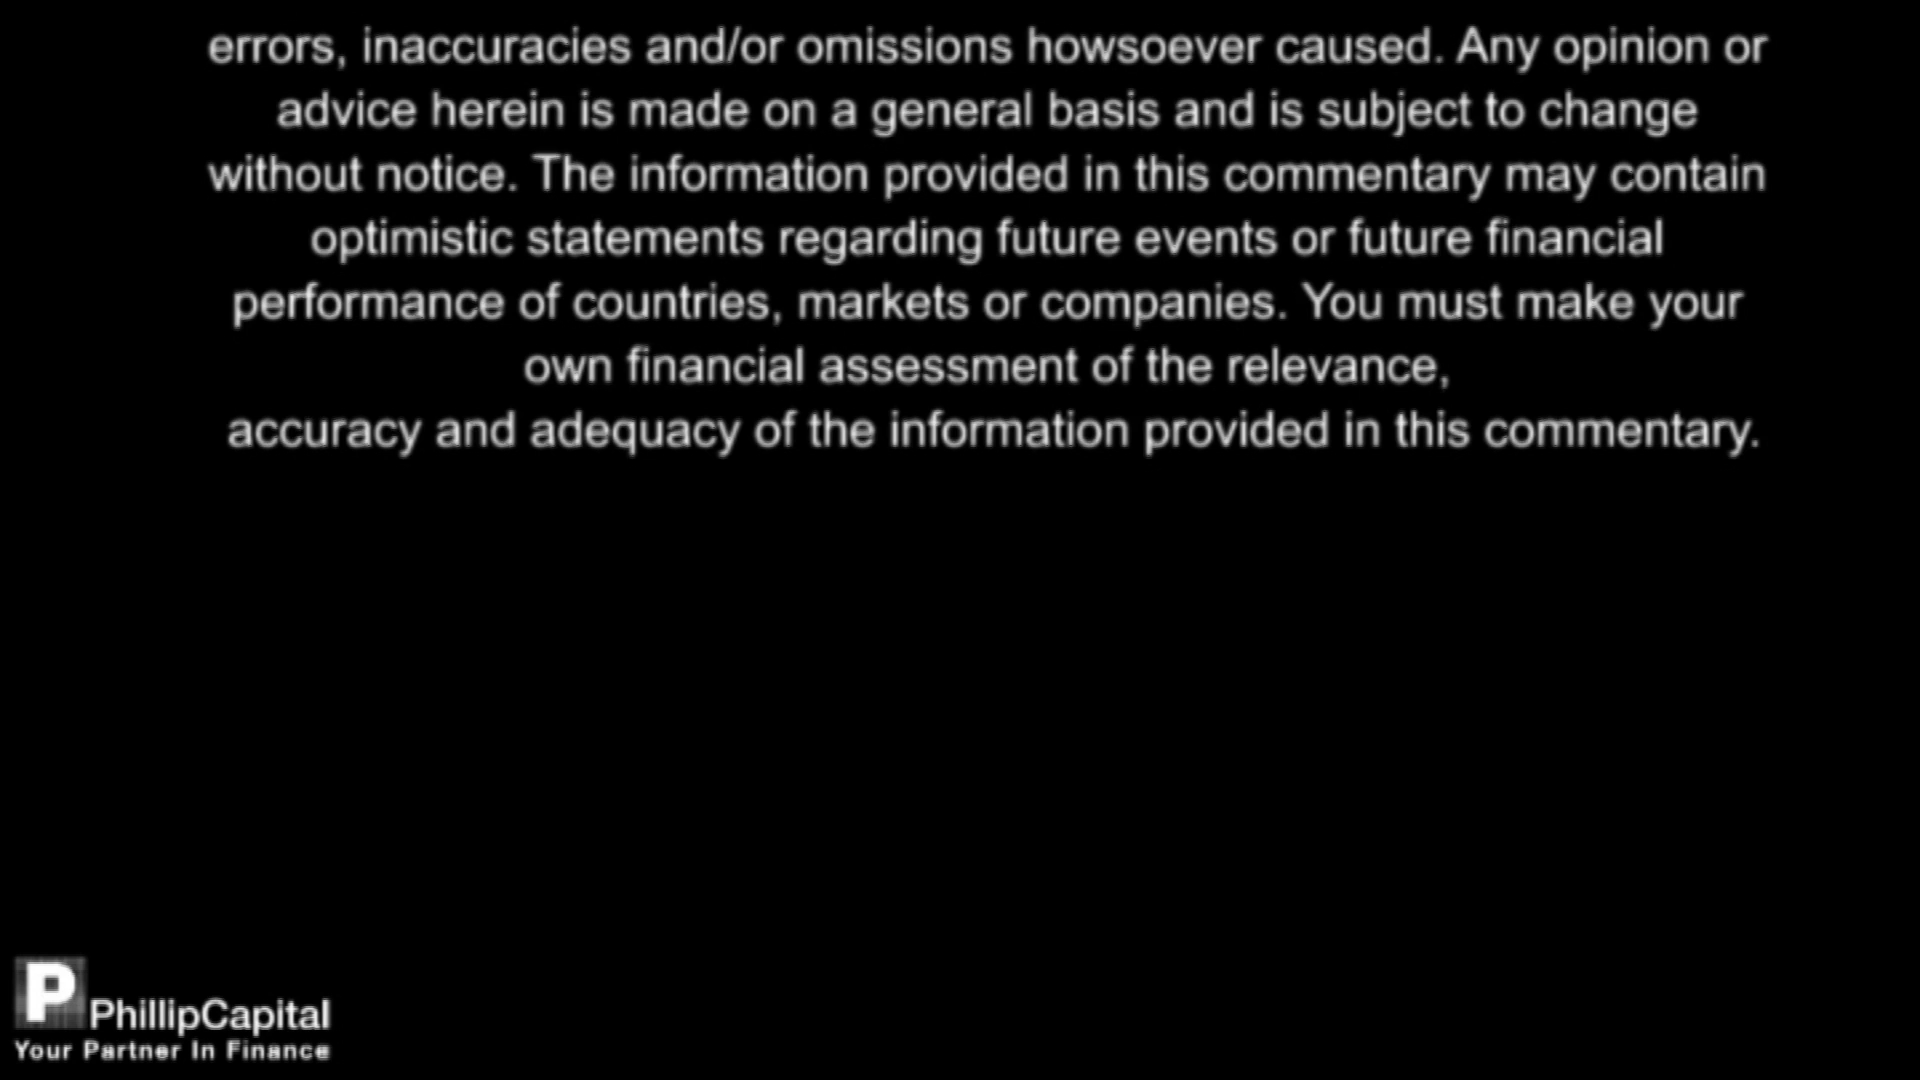 errors, inaccuracies and/or omissions howsoever caused. Any opinion or
advice herein is made on a general basis and is subject to change
without notice. The information provided in this commentary may contain
optimistic statements regarding future events or future financial
performance of countries, markets or companies. You must make your
own financial assessment of the relevance,
accuracy and adequacy of the information provided in this commentary.
P PhillipCapital
Your Partner In Finance